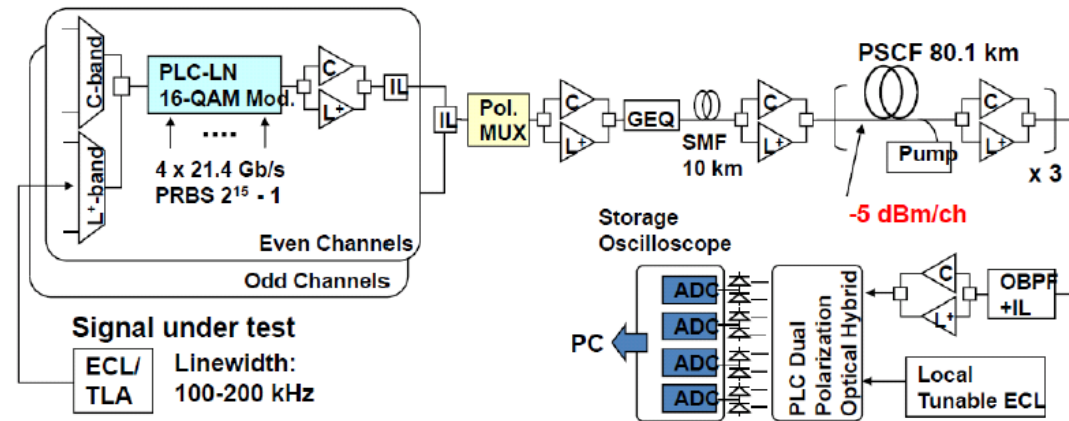 C-band
L⁺-band
PLC-LN
16-QAM Mod.
....
4 x 21.4 Gb/s
PRBS 2¹⁵ - 1
C
L⁺
IL
IL
Even Channels
Odd Channels
Pol.
MUX
C
L⁺
GEQ
SMF
10 km
C
L⁺
PSCF 80.1 km
Pump
C
L⁺
x 3
-5 dBm/ch
Signal under test
ECL/
TLA
Linewidth:
100-200 kHz
Storage
Oscilloscope
PC
ADC
ADC
ADC
ADC
PLC Dual
Polarization
Optical Hybrid
C
L⁺
OBPF
+IL
Local
Tunable ECL